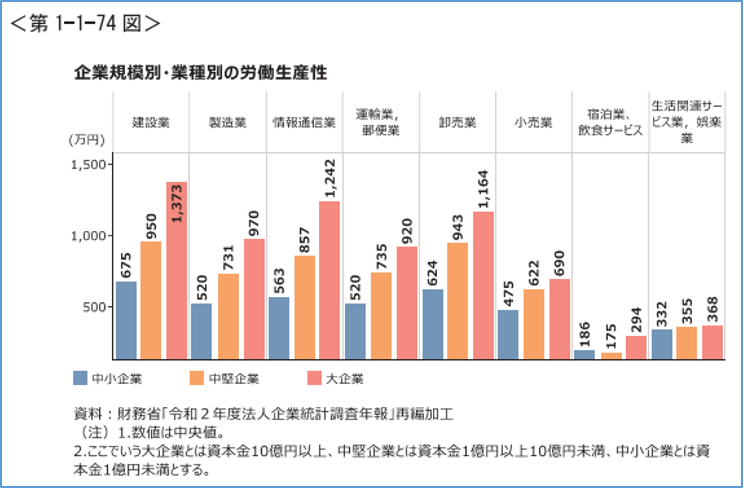 ＜第 1−1−74 図＞
企業規模別・業種別の労働生産性
建設業
製造業
情報通信業
運輸業，
郵便業
卸売業
小売業
宿泊業、
飲食サービス
生活関連サー
ビス業，娯楽
業
(万円)
1,500
1,000
500
675
950
1,373
520
731
970
563
857
1,242
520
735
920
624
943
1,164
475
622
690
186
175
294
332
355
368
中小企業
中堅企業
大企業
資料：財務省「令和２年度法人企業統計調査年報」再編加工
（注）1.数値は中央値。
2.ここでいう大企業とは資本金10億円以上、中堅企業とは資本金1億円以上10億円未満、中小企業とは資
本金1億円未満とする。